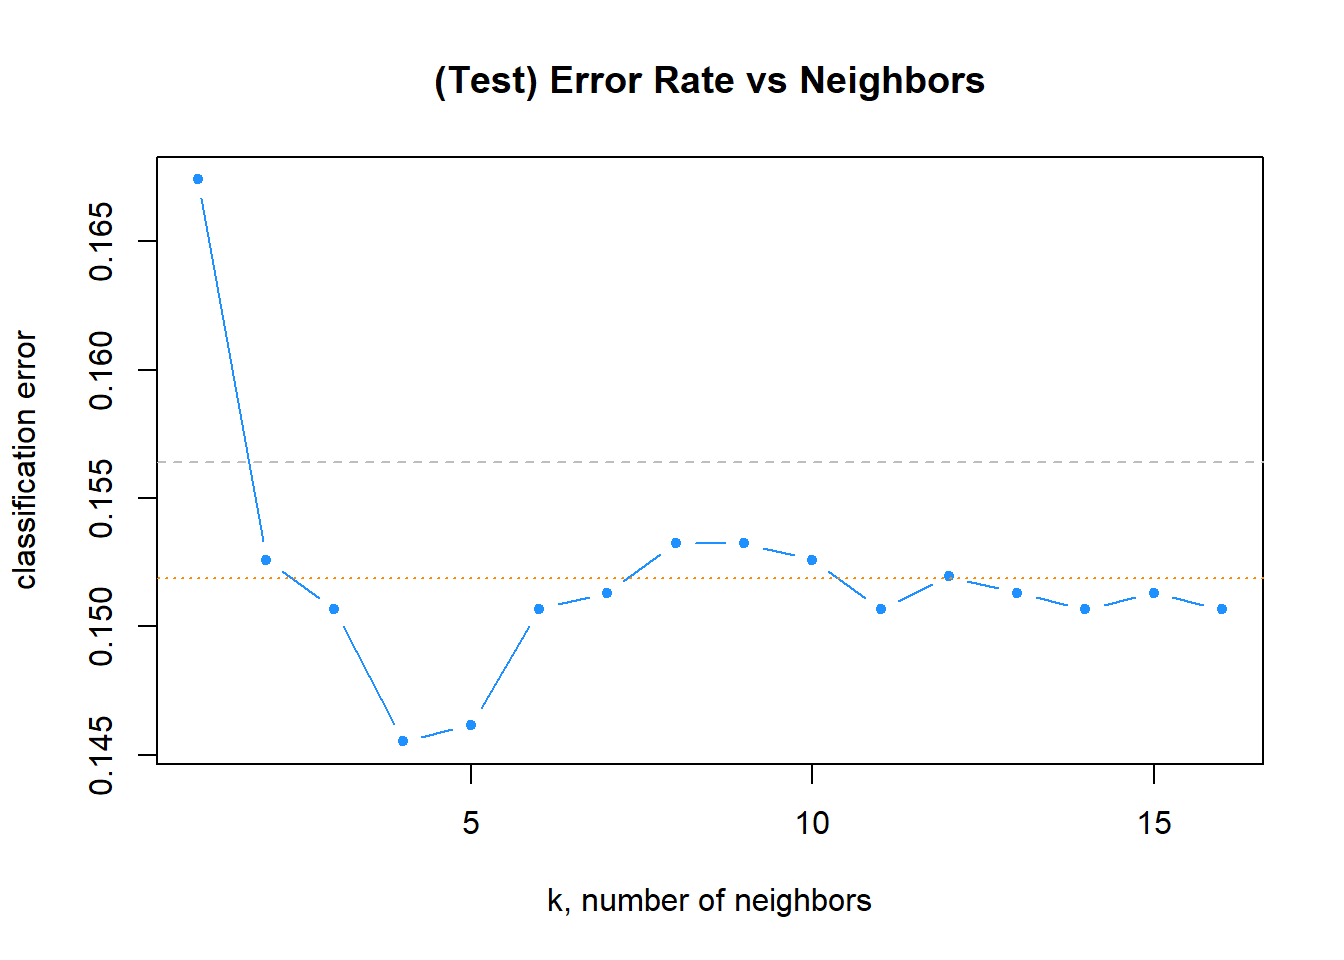 (Test) Error Rate vs Neighbors
classification error
0.165
0.160
0.155
0.150
0.145
5
10
15
k, number of neighbors